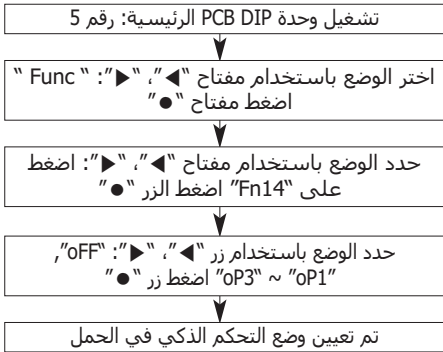 تشغيل وحدة PCB DIP الرئيسية: رقم 5
اختر الوضع باستخدام مفتاح “◀”، “▶”: “ Func “
اضغط مفتاح “●”
حدد الوضع باستخدام مفتاح “◀”، “▶”: اضغط
على “Fn14” اضغط الزر “●”
حدد الوضع باستخدام زر “◀”، “▶”: “oFF”,
“oP1” ~ “oP3” اضغط زر “●”
تم تعيين وضع التحكم الذكي في الحمل